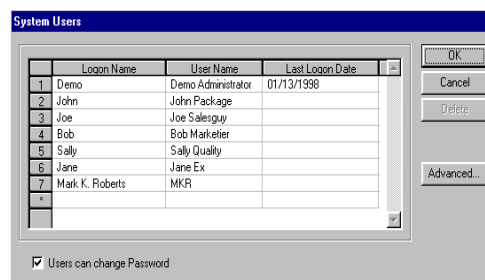 System Users
Logon Name User Name Last Logon Date
1 Demo Demo Administrator 01/13/1998
2 John John Package
3 Joe Joe Salesguy
4 Bob Bob Marketier
5 Sally Sally Quality
6 Jane Jane Ex
7 Mark K. Roberts MKR
*
OK
Cancel
Delete
Advanced...
Users can change Password